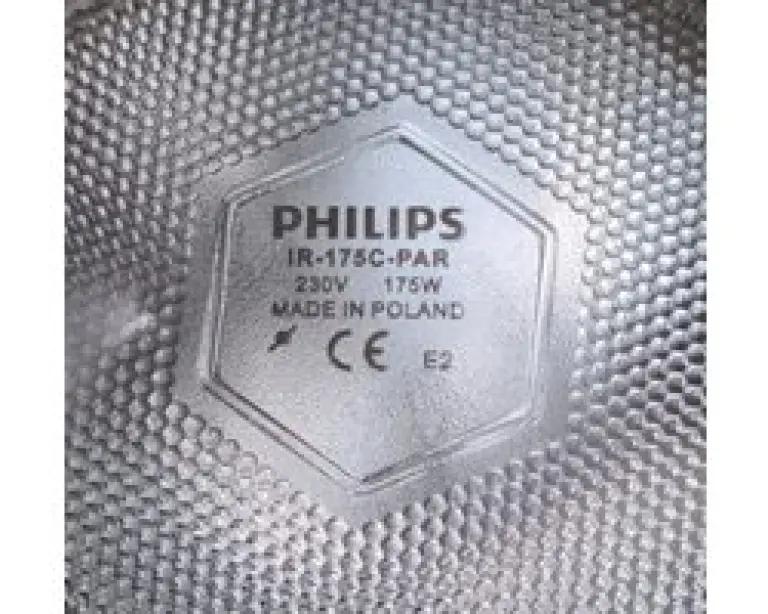 PHILIPS
IR-175C-PAR
230V 175W
MADE IN POLAND
CE E2